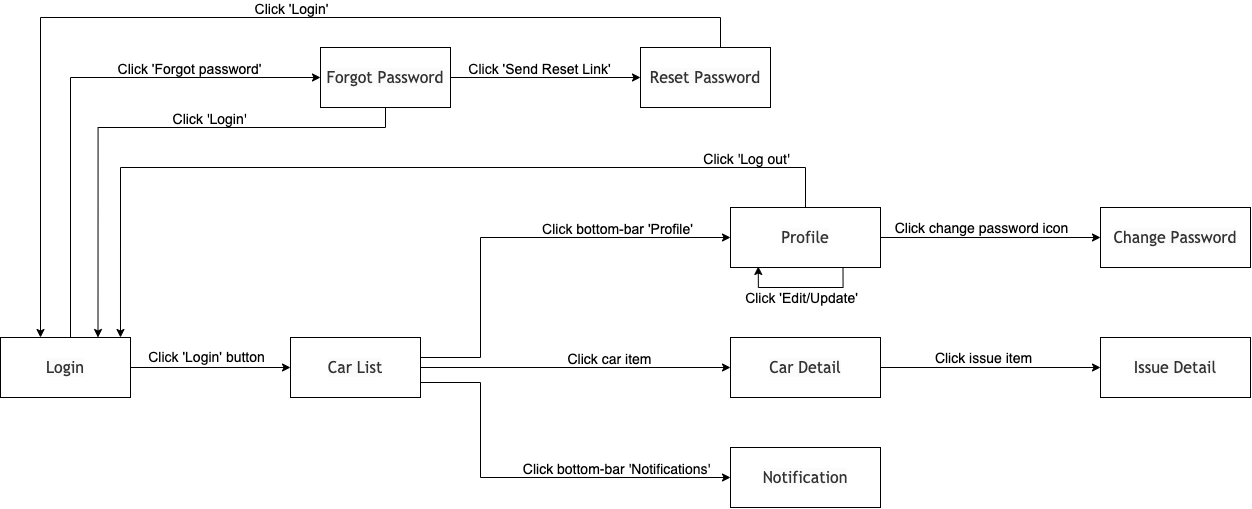 Click 'Login'
Click 'Forgot password'
Forgot Password
Click 'Send Reset Link'
Reset Password
Click 'Login'
Click 'Log out'
Click bottom-bar 'Profile'
Profile
Click change password icon
Change Password
Click 'Edit/Update'
Login
Click 'Login' button
Car List
Click car item
Car Detail
Click issue item
Issue Detail
Click bottom-bar 'Notifications'
Notification